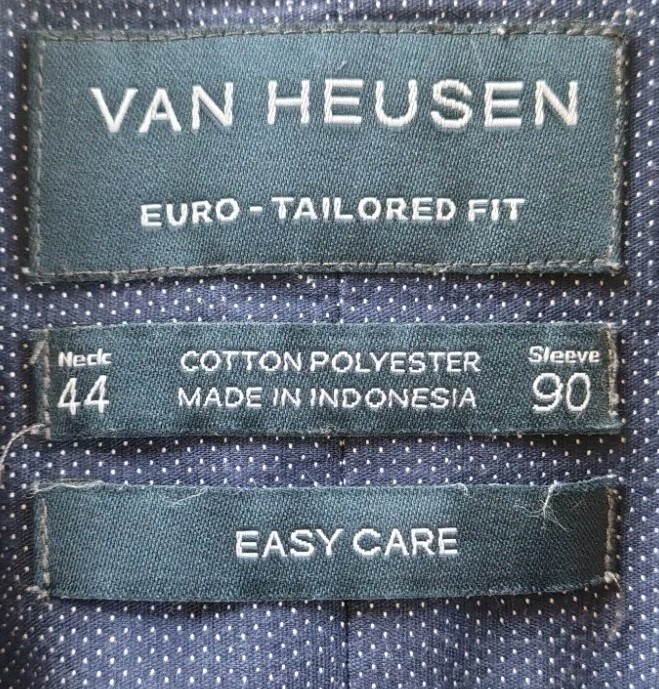 VAN HEUSEN
EURO - TAILORED FIT
Neck COTTON POLYESTER Sleeve
44 MADE IN INDONESIA 90
EASY CARE